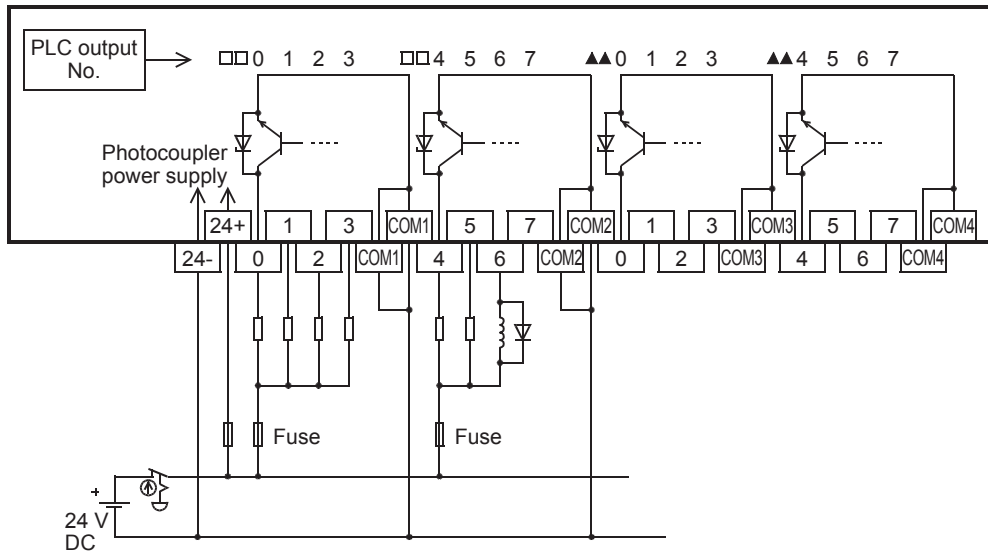 PLC output
No.
□□0 1 2 3 □□4 5 6 7 ▲▲0 1 2 3 ▲▲4 5 6 7
Photocoupler
power supply
24+ 1 3 COM1 5 7 COM2 1 3 COM3 5 7 COM4
24- 0 2 COM1 4 6 COM2 0 2 COM3 4 6 COM4
Fuse Fuse
+
24 V
DC